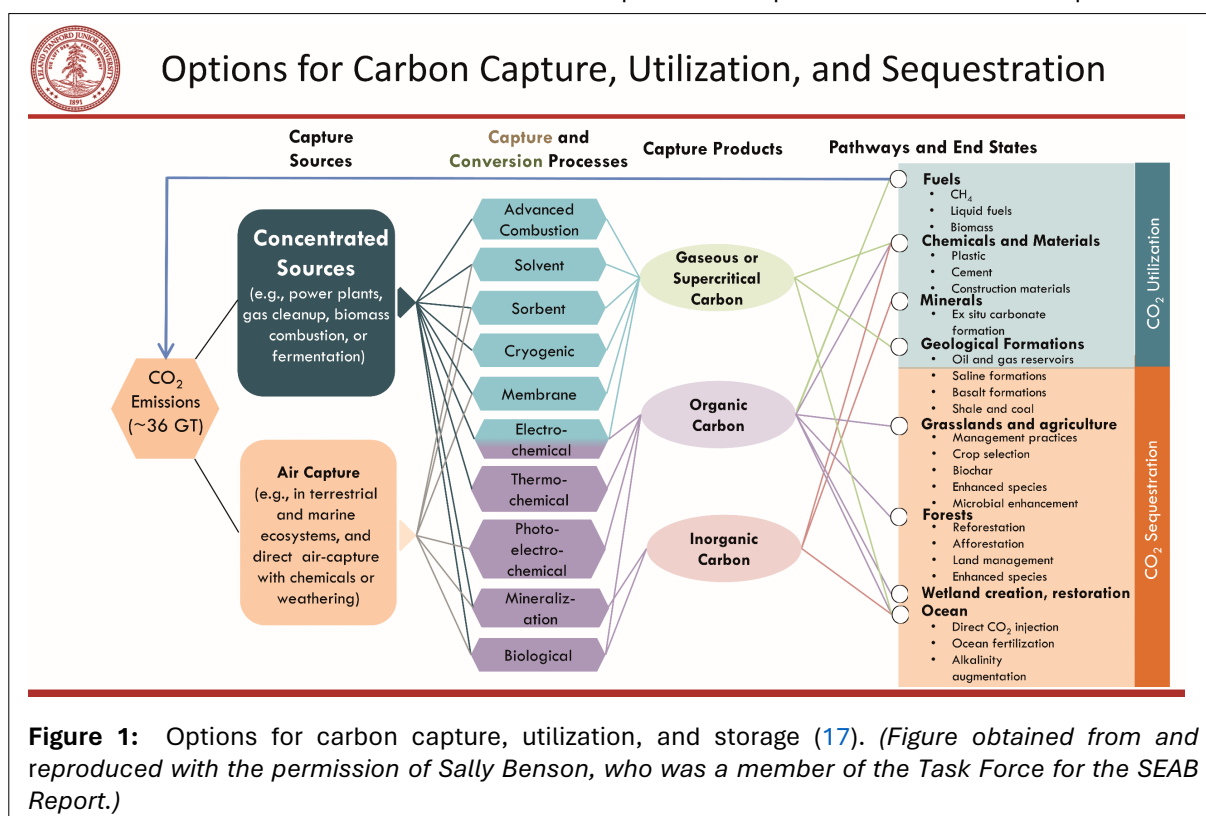 LELAND STANFORD JUNIOR UNIVERSITY
1891
Options for Carbon Capture, Utilization, and Sequestration
Capture
Sources
Capture and
Conversion Processes
Capture Products
Pathways and End States
CO₂
Emissions
(~36 GT)
Concentrated
Sources
(e.g., power plants,
gas cleanup, biomass
combustion, or
fermentation)
Air Capture
(e.g., in terrestrial
and marine
ecosystems, and
direct air-capture
with chemicals or
weathering)
Advanced
Combustion
Solvent
Sorbent
Cryogenic
Membrane
Electro-
chemical
Thermo-
chemical
Photo-
electro-
chemical
Mineraliz-
ation
Biological
Gaseous or
Supercritical
Carbon
Organic
Carbon
Inorganic
Carbon
Fuels
• CH₄
• Liquid fuels
• Biomass
Chemicals and Materials
• Plastic
• Cement
• Construction materials
Minerals
• Ex situ carbonate
formation
Geological Formations
• Oil and gas reservoirs
• Saline formations
• Basalt formations
• Shale and coal
Grasslands and agriculture
• Management practices
• Crop selection
• Biochar
• Enhanced species
• Microbial enhancement
Forests
• Reforestation
• Afforestation
• Land management
• Enhanced species
Wetland creation, restoration
Ocean
• Direct CO₂ injection
• Ocean fertilization
• Alkalinity
augmentation
CO₂ Utilization
CO₂ Sequestration
Figure 1: Options for carbon capture, utilization, and storage (17). (Figure obtained from and
reproduced with the permission of Sally Benson, who was a member of the Task Force for the SEAB
Report.)